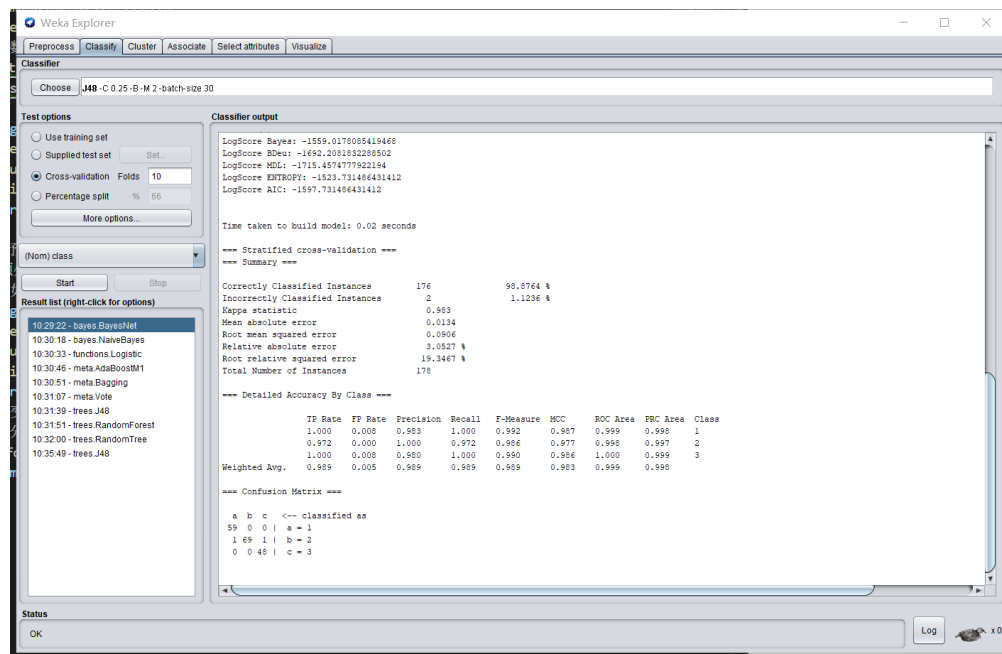 Weka Explorer
Preprocess Classify Cluster Associate Select attributes Visualize
Classifier
Choose J48 -C 0.25 -B -M 2 -batch-size 30
Test options
Use training set
Supplied test set Set...
Cross-validation Folds 10
Percentage split % 66
More options...
(Nom) class
Start Stop
Result list (right-click for options)
10:29:22 - bayes.BayesNet
10:30:18 - bayes.NaiveBayes
10:30:33 - functions.Logistic
10:30:46 - meta.AdaBoostM1
10:30:51 - meta.Bagging
10:31:07 - meta.Vote
10:31:39 - trees.J48
10:31:51 - trees.RandomForest
10:32:00 - trees.RandomTree
10:35:49 - trees.J48
Classifier output
LogScore Bayes: -1559.0178085419468
LogScore BDeu: -1692.2081832288502
LogScore MDL: -1715.4574777922194
LogScore ENTROPY: -1523.731486431412
LogScore AIC: -1597.731486431412
Time taken to build model: 0.02 seconds
=== Stratified cross-validation ===
=== Summary ===
Correctly Classified Instances 176 98.8764 %
Incorrectly Classified Instances 2 1.1236 %
Kappa statistic 0.983
Mean absolute error 0.0134
Root mean squared error 0.0906
Relative absolute error 3.0527 %
Root relative squared error 19.3467 %
Total Number of Instances 178
=== Detailed Accuracy By Class ===
TP Rate FP Rate Precision Recall F-Measure MCC ROC Area PRC Area Class
1.000 0.008 0.983 1.000 0.992 0.987 0.999 0.998 1
0.972 0.000 1.000 0.972 0.986 0.977 0.998 0.997 2
1.000 0.008 0.980 1.000 0.990 0.986 1.000 0.999 3
Weighted Avg. 0.989 0.005 0.989 0.989 0.989 0.983 0.999 0.998
=== Confusion Matrix ===
a b c <-- classified as
59 0 0 | a = 1
1 69 1 | b = 2
0 0 48 | c = 3
Status
OK
Log
x 0